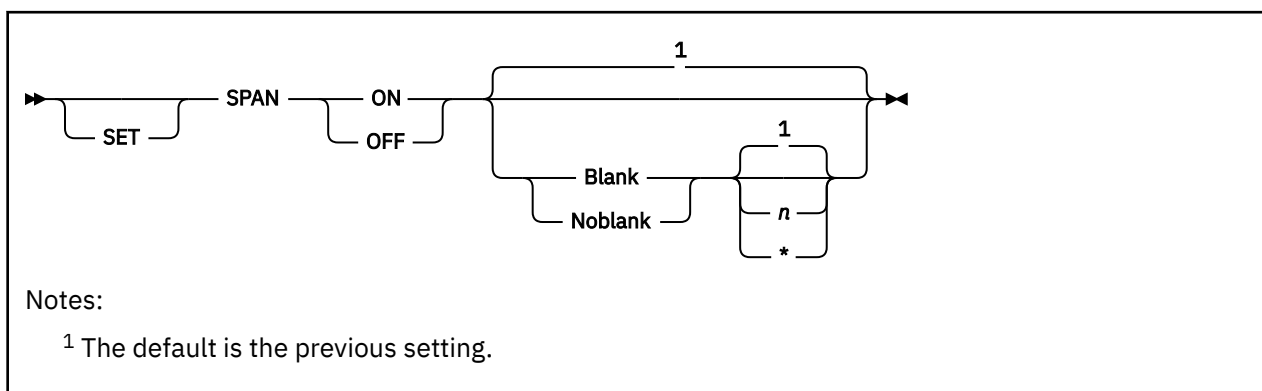 1
SPAN ON
SET OFF
1
Blank
n
Noblank
*
Notes:
1 The default is the previous setting.